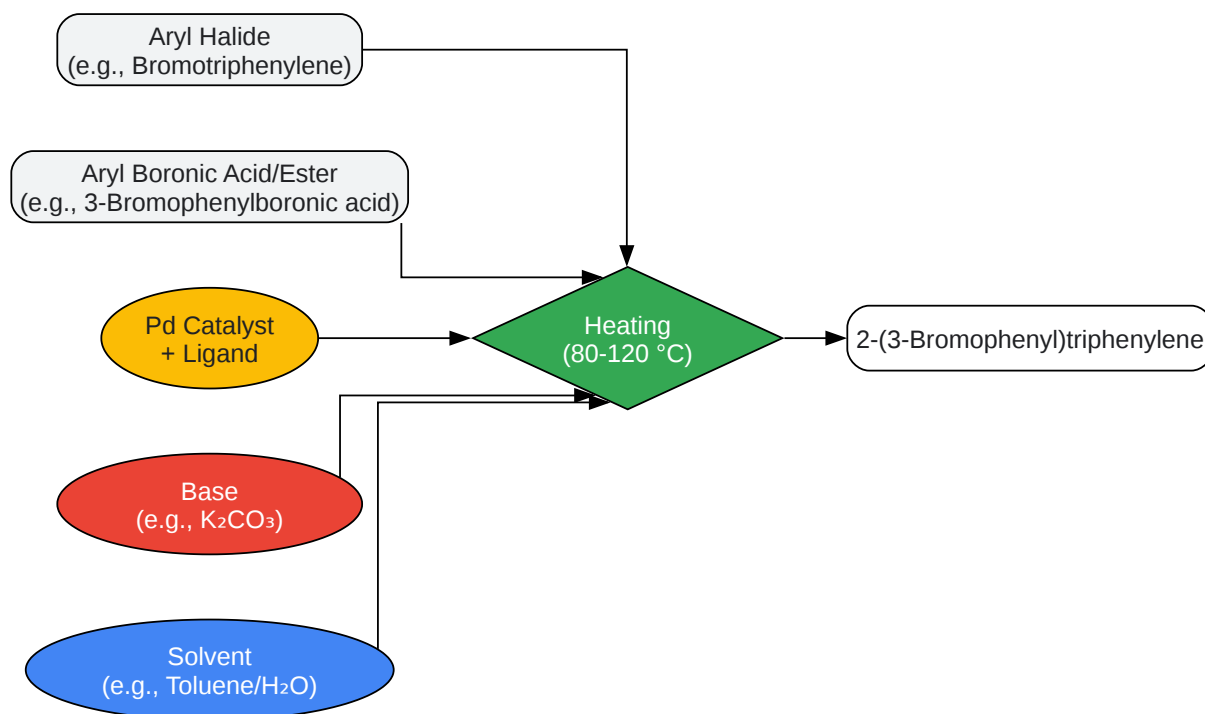 Aryl Halide
(e.g., Bromotriphenylene)
Aryl Boronic Acid/Ester
(e.g., 3-Bromophenylboronic acid)
Pd Catalyst
+ Ligand
Heating
(80-120 °C)
2-(3-Bromophenyl)triphenylene
Base
(e.g., K₂CO₃)
Solvent
(e.g., Toluene/H₂O)